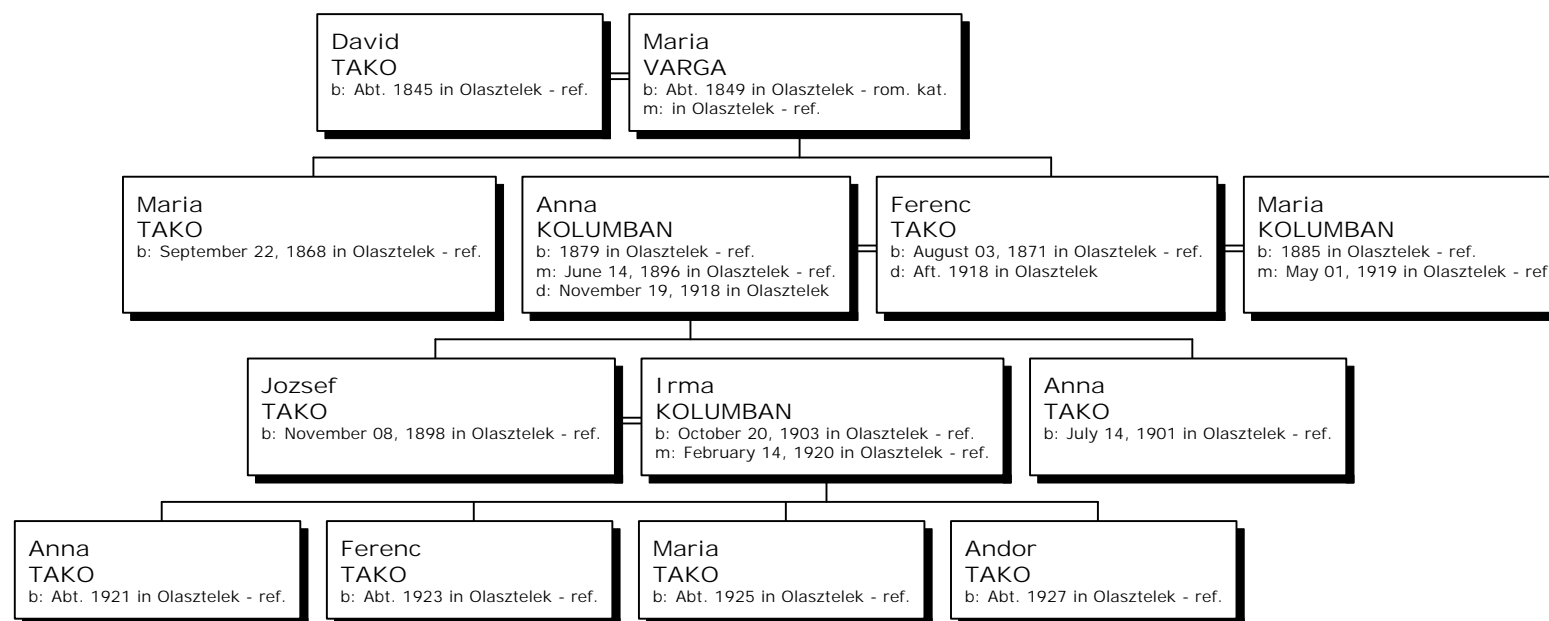 David
TAKO
b: Abt. 1845 in Olasztelek - ref.
Maria
VARGA
b: Abt. 1849 in Olasztelek - rom. kat.
m: in Olasztelek - ref.
Maria
TAKO
b: September 22, 1868 in Olasztelek - ref.
Anna
KOLUMBAN
b: 1879 in Olasztelek - ref.
m: June 14, 1896 in Olasztelek - ref.
d: November 19, 1918 in Olasztelek
Ferenc
TAKO
b: August 03, 1871 in Olasztelek - ref.
d: Aft. 1918 in Olasztelek
Maria
KOLUMBAN
b: 1885 in Olasztelek - ref.
m: May 01, 1919 in Olasztelek - ref
Jozsef
TAKO
b: November 08, 1898 in Olasztelek - ref.
Irma
KOLUMBAN
b: October 20, 1903 in Olasztelek - ref.
m: February 14, 1920 in Olasztelek - ref.
Anna
TAKO
b: July 14, 1901 in Olasztelek - ref.
Anna
TAKO
b: Abt. 1921 in Olasztelek - ref.
Ferenc
TAKO
b: Abt. 1923 in Olasztelek - ref.
Maria
TAKO
b: Abt. 1925 in Olasztelek - ref.
Andor
TAKO
b: Abt. 1927 in Olasztelek - ref.